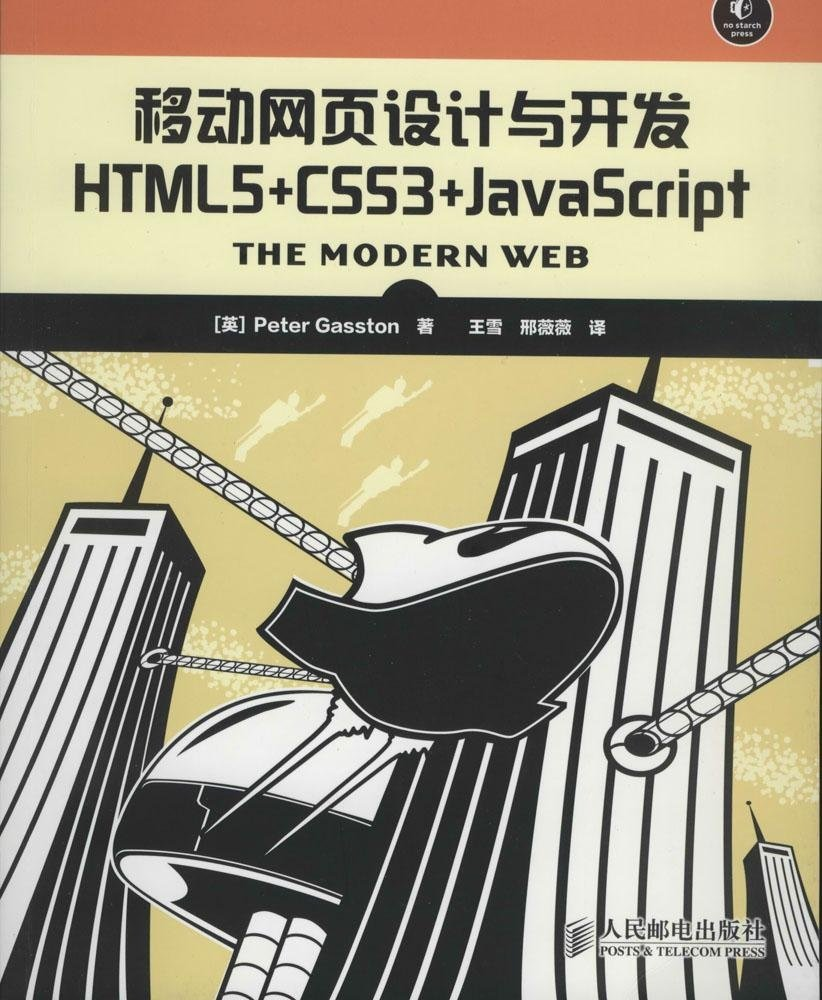 no starch
press
移动网页设计与开发
HTML5+CSS3+JavaScript
THE MODERN WEB
[英] Peter Gasston 著 王雪 邢薇薇 译
人民邮电出版社
POSTS & TELECOM PRESS